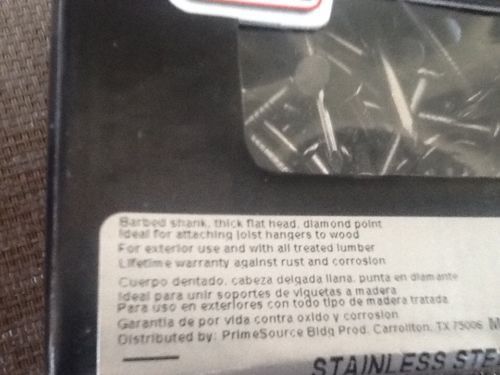 Barbed shank, thick flat head, diamond point
Ideal for attaching joist hangers to wood
For exterior use and with all treated lumber
Lifetime warranty against rust and corrosion
Cuerpo dentado, cabeza delgada llana, punta en diamante
Ideal para unir soportes de viguetas a madera
Para uso en exteriores con todo tipo de madera tratada
Garantia de por vida contra oxido y corrosion
Distributed by: PrimeSource Bldg Prod. Carrollton, TX 75006 M
STAINLESS STE